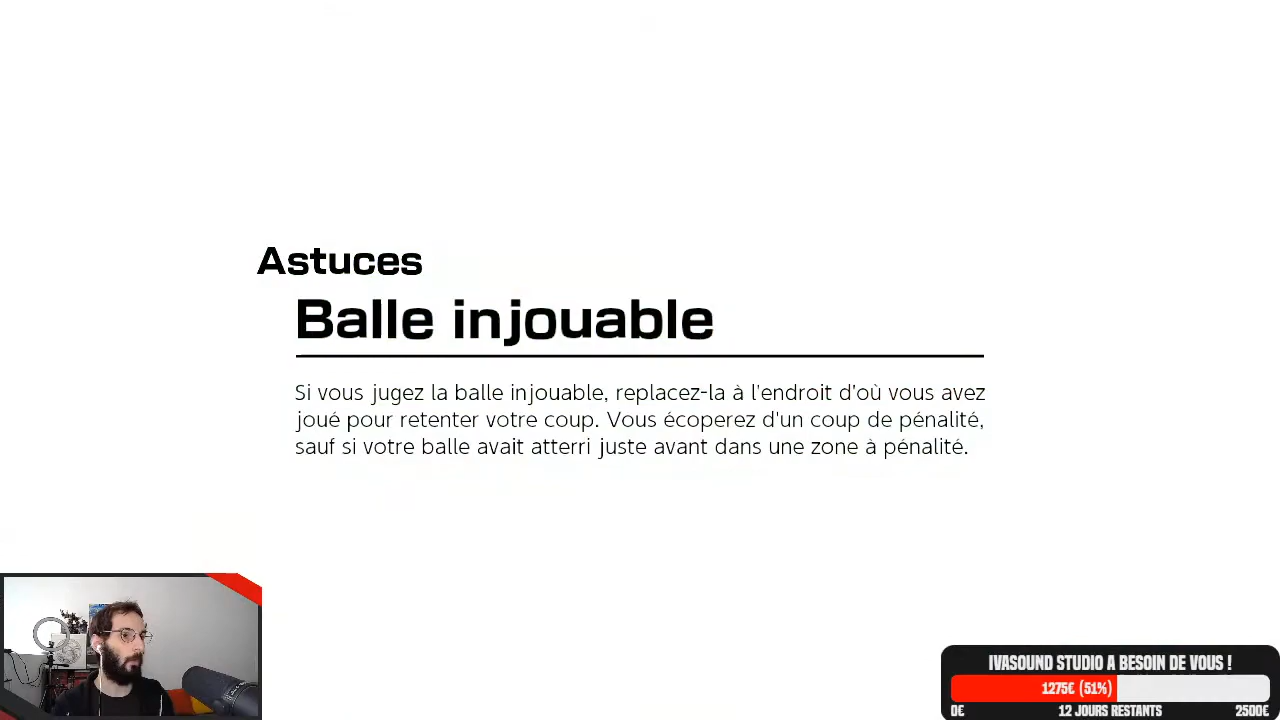 Astuces
Balle injouable
Si vous jugez la balle injouable, replacez-la à l'endroit d'où vous avez
joué pour retenter votre coup. Vous écoperez d'un coup de pénalité,
sauf si votre balle avait atterri juste avant dans une zone à pénalité.
IVASOUND STUDIO A BESOIN DE VOUS !
1275€ (51%)
0€ 12 JOURS RESTANTS 2500€